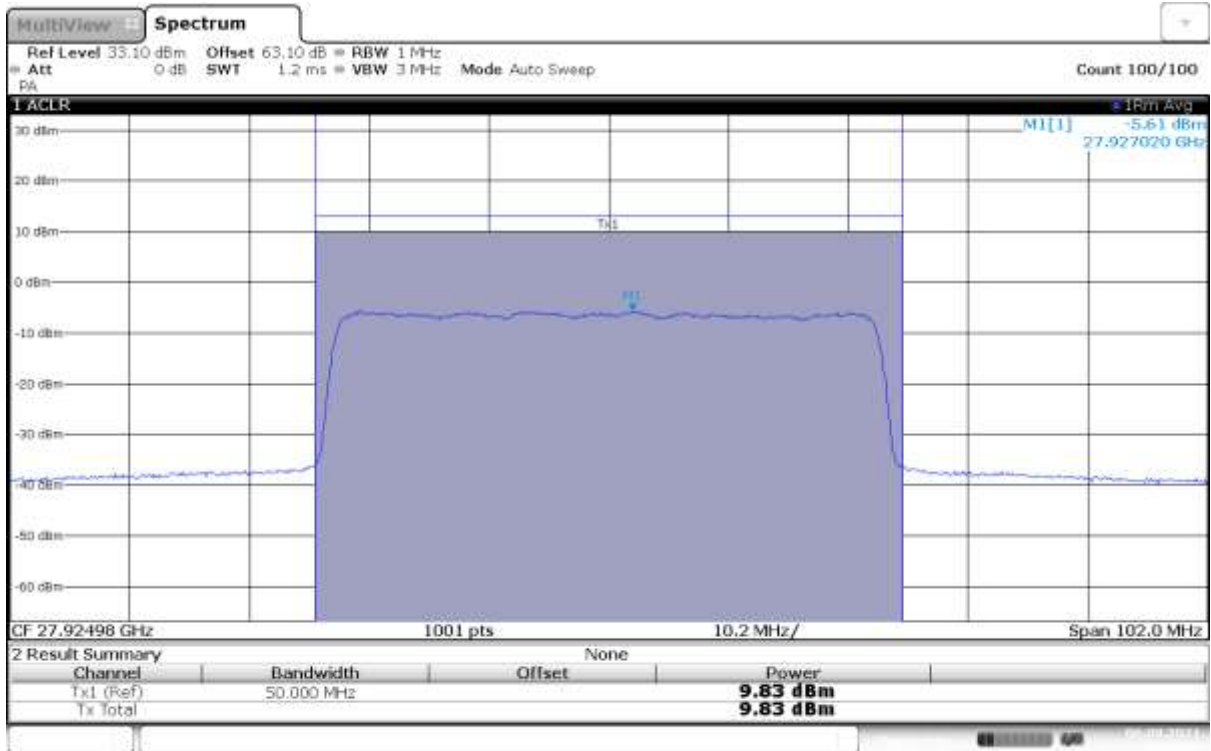 MultiView Spectrum
Ref Level 33.10 dBm Offset 63.10 dB RBW 1 MHz
Att 0 dB SWT 1.2 ms VBW 3 MHz Mode Auto Sweep Count 100/100
PA
1 ACLR 1Rm Avg
M1[1] -5.61 dBm
27.927020 GHz
30 dBm
20 dBm
Tx1
10 dBm
0 dBm
M1
-10 dBm
-20 dBm
-30 dBm
-40 dBm
-50 dBm
-60 dBm
CF 27.92498 GHz 1001 pts 10.2 MHz/ Span 102.0 MHz
2 Result Summary None
Channel Bandwidth Offset Power
Tx1 (Ref) 50.000 MHz 9.83 dBm
Tx Total 9.83 dBm